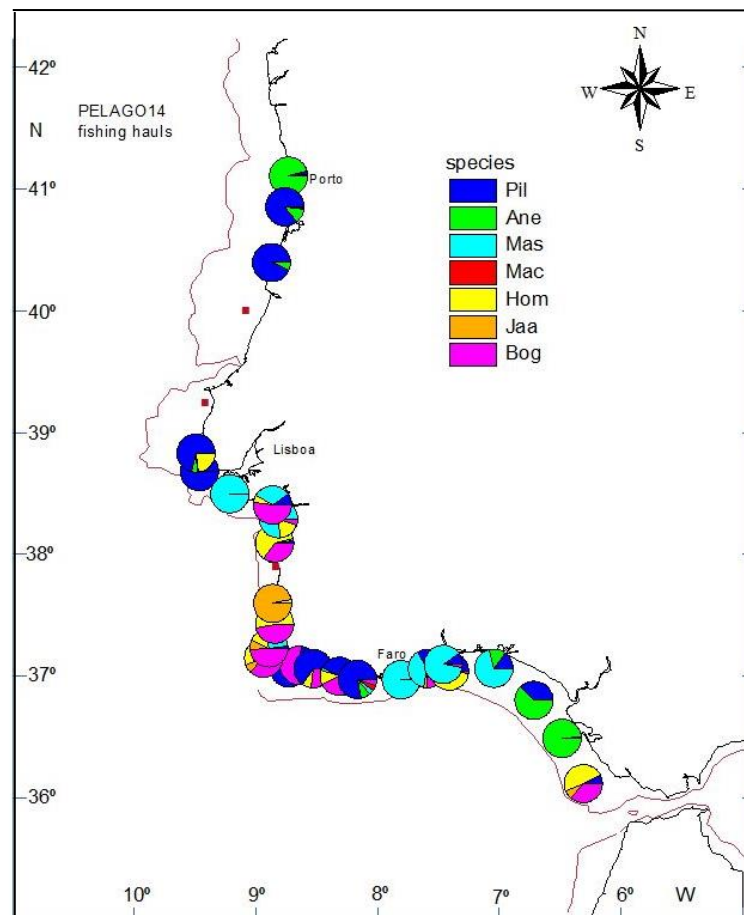 N
42º
PELAGO14
W
E
N
fishing hauls
S
species
Pil
41º
Porto
Ane
Mas
Mac
40º
Hom
Jaa
Bog
39º
Lisboa
38º
37º
Faro
36º
10º 9º 8º 7º 6º W